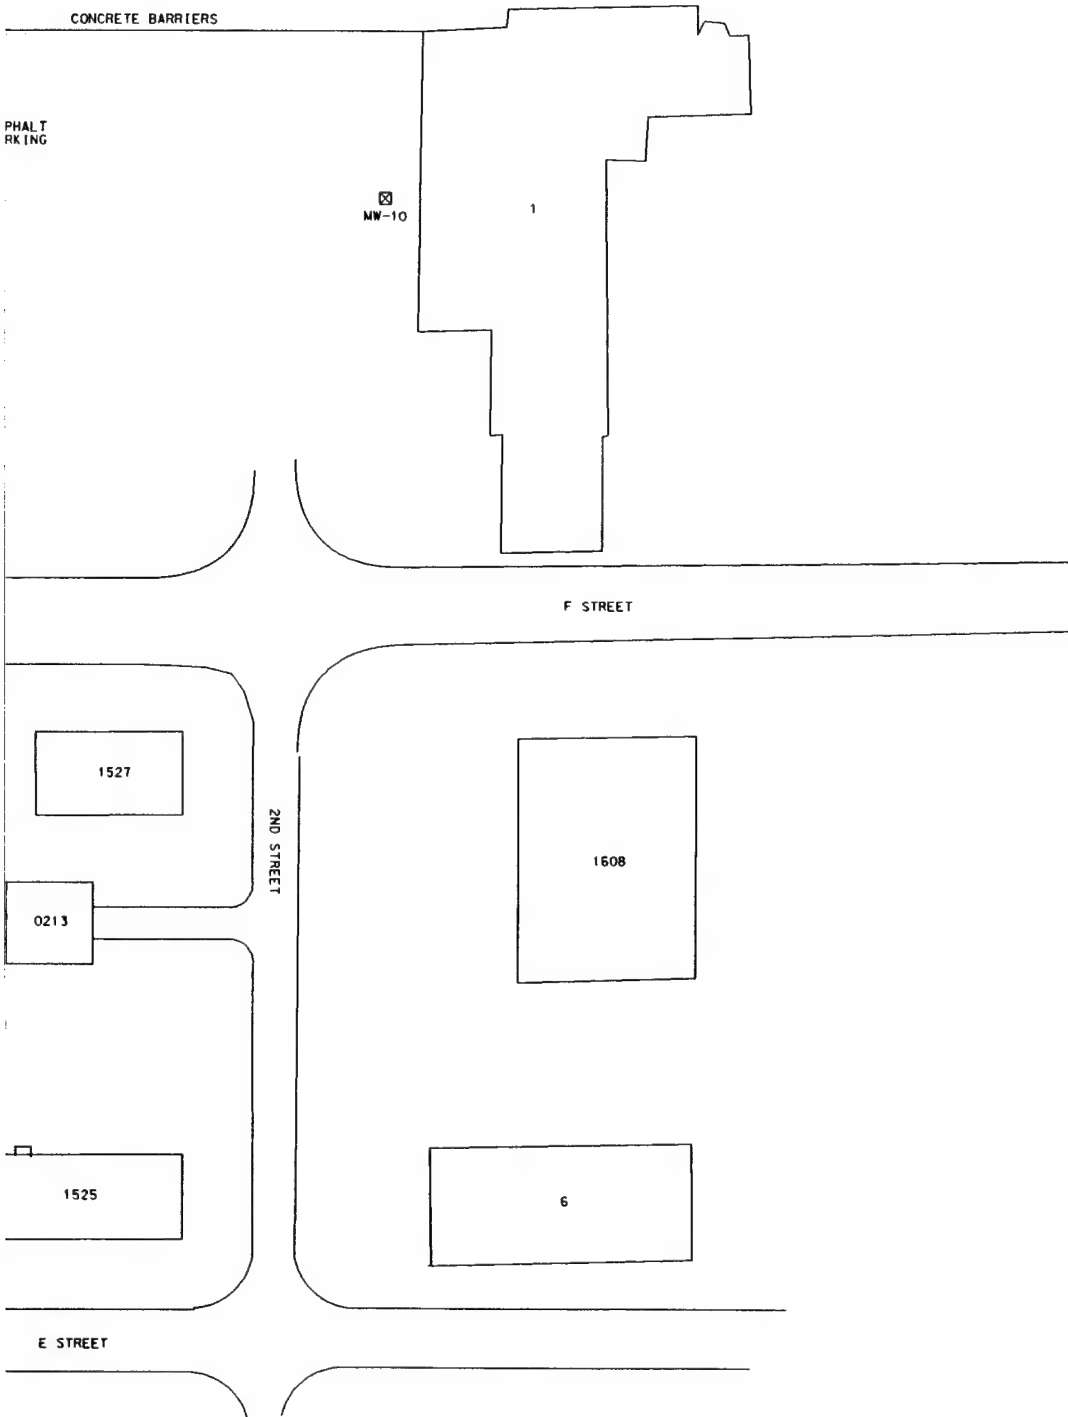 CONCRETE BARRIERS
PHALT
RKING
MW-10
1
F STREET
1527
2ND STREET
1608
0213
1525
6
E STREET